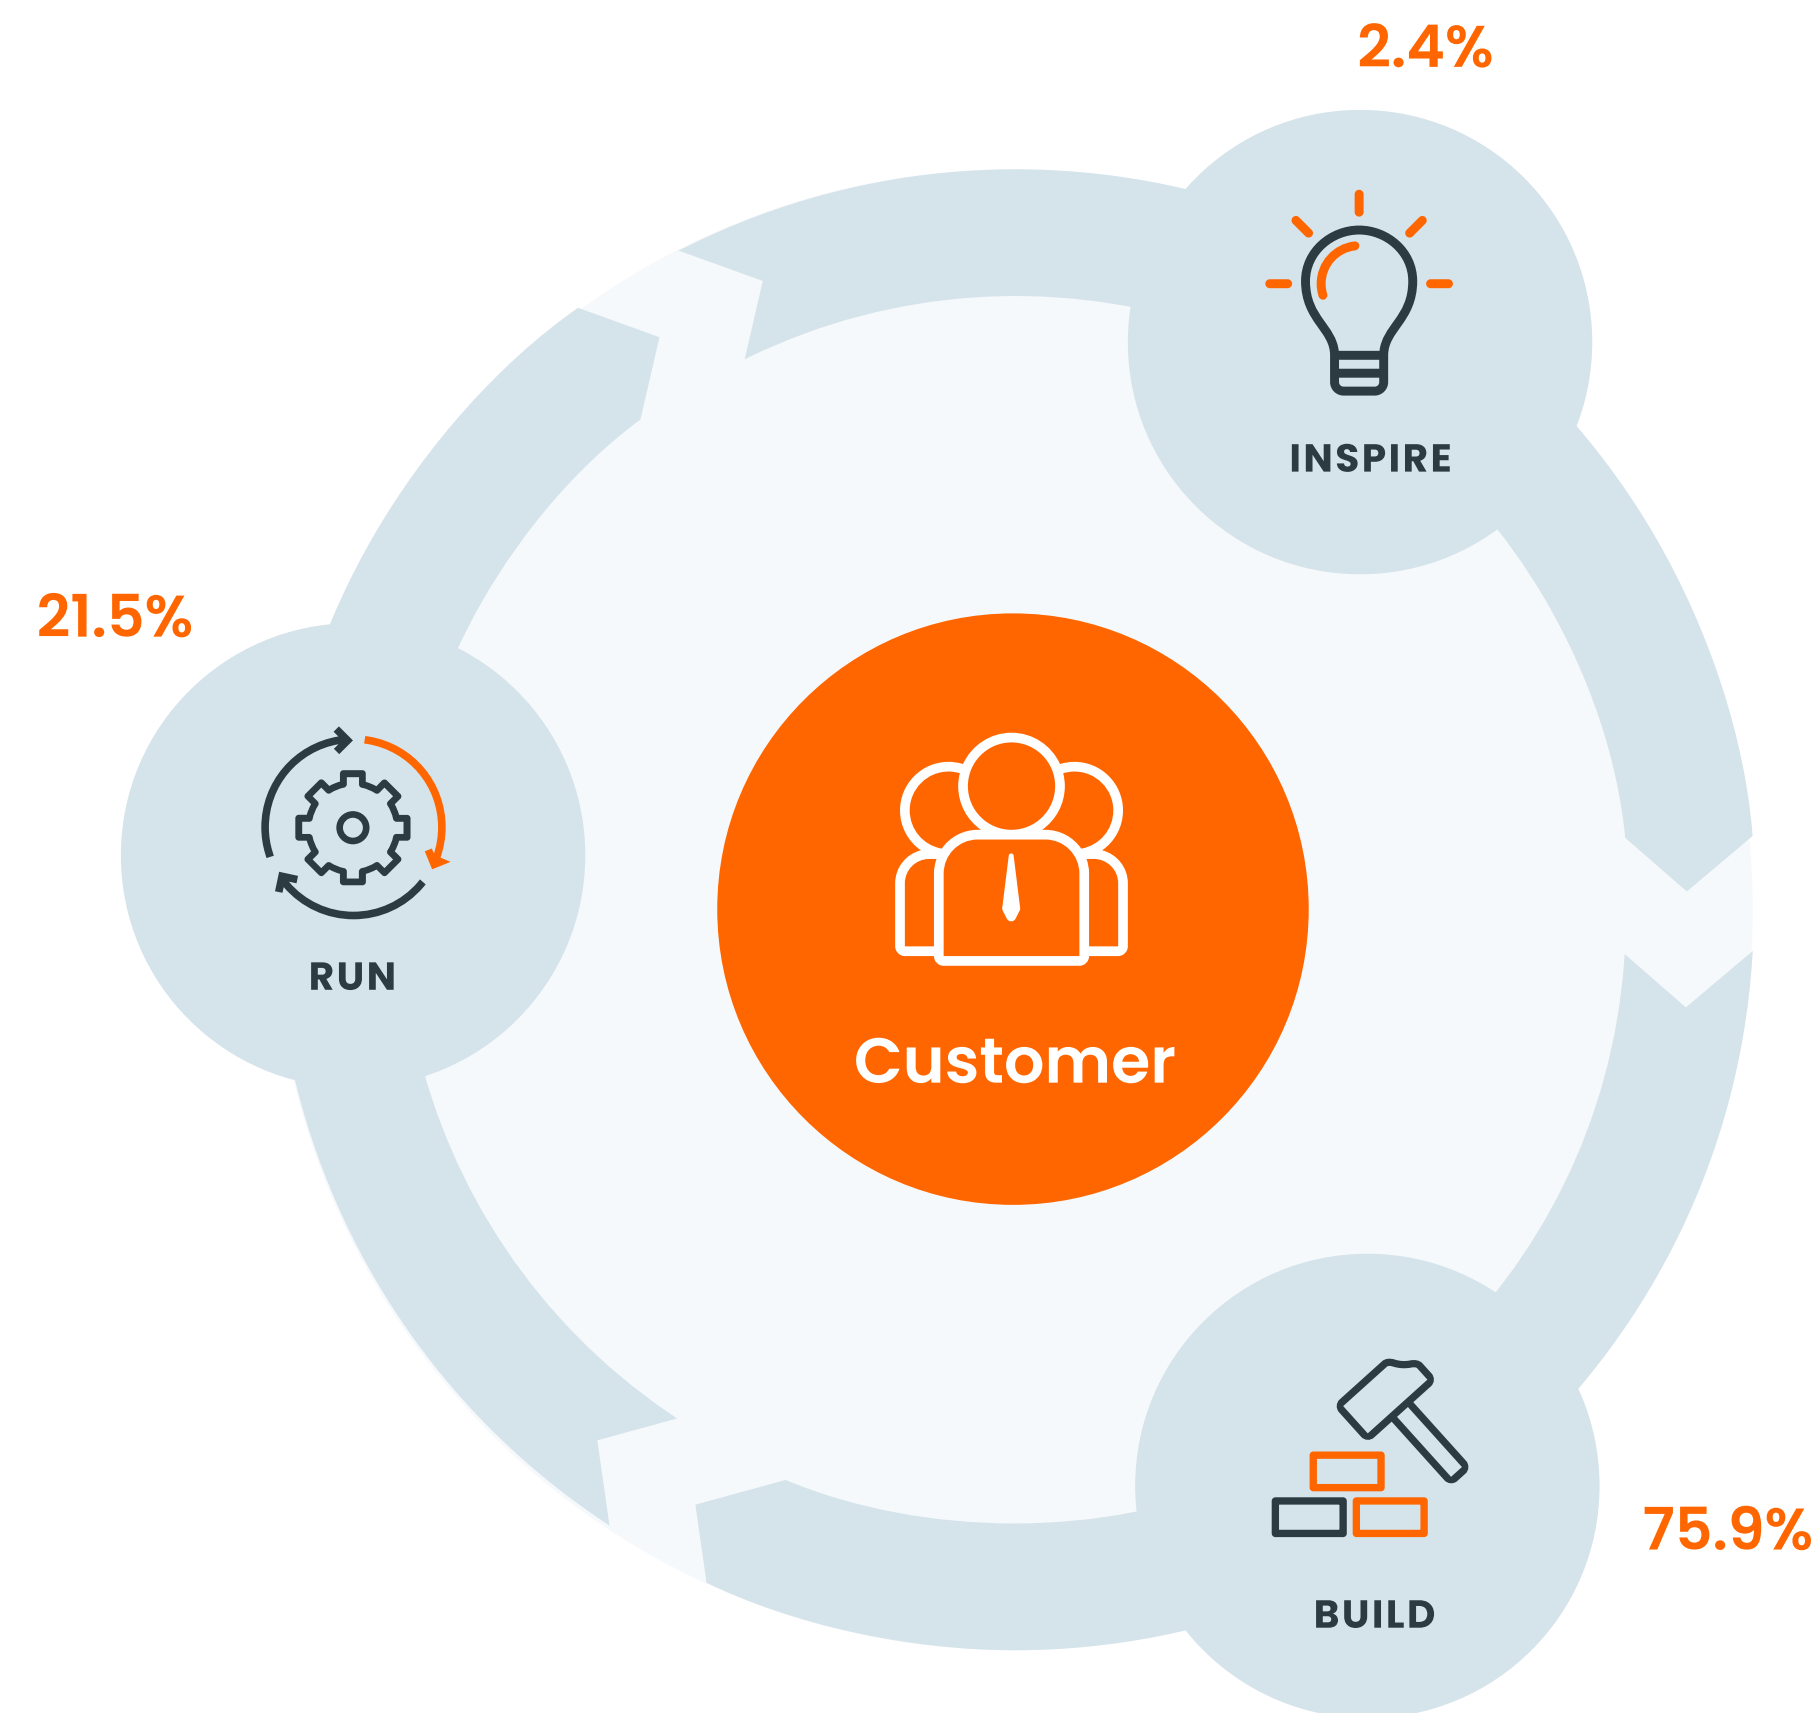 2.4%
INSPIRE
21.5%
RUN
Customer
75.9%
BUILD